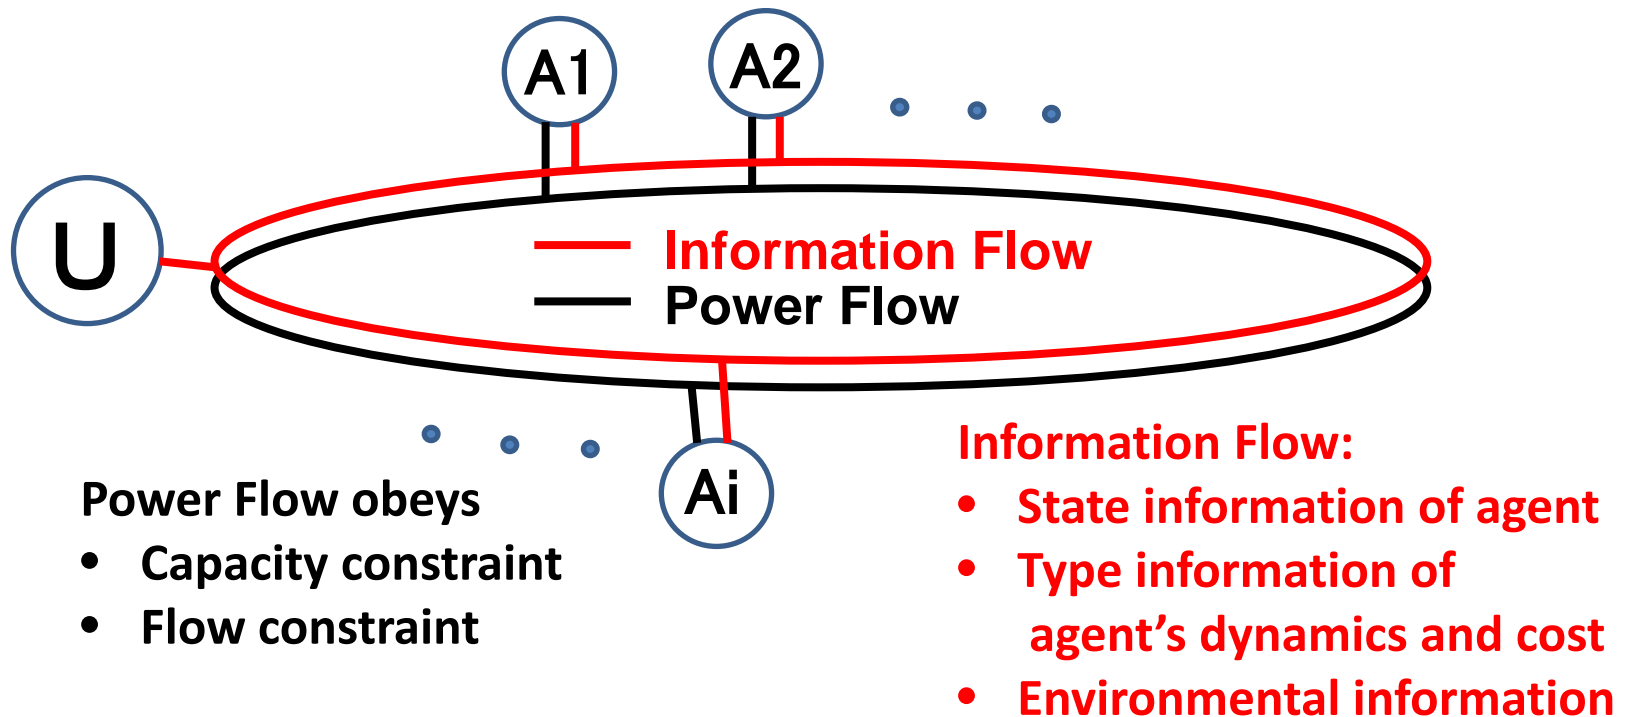 A1
A2
U
Information Flow
Power Flow
Ai
Power Flow obeys
• Capacity constraint
• Flow constraint
Information Flow:
• State information of agent
• Type information of
agent’s dynamics and cost
• Environmental information